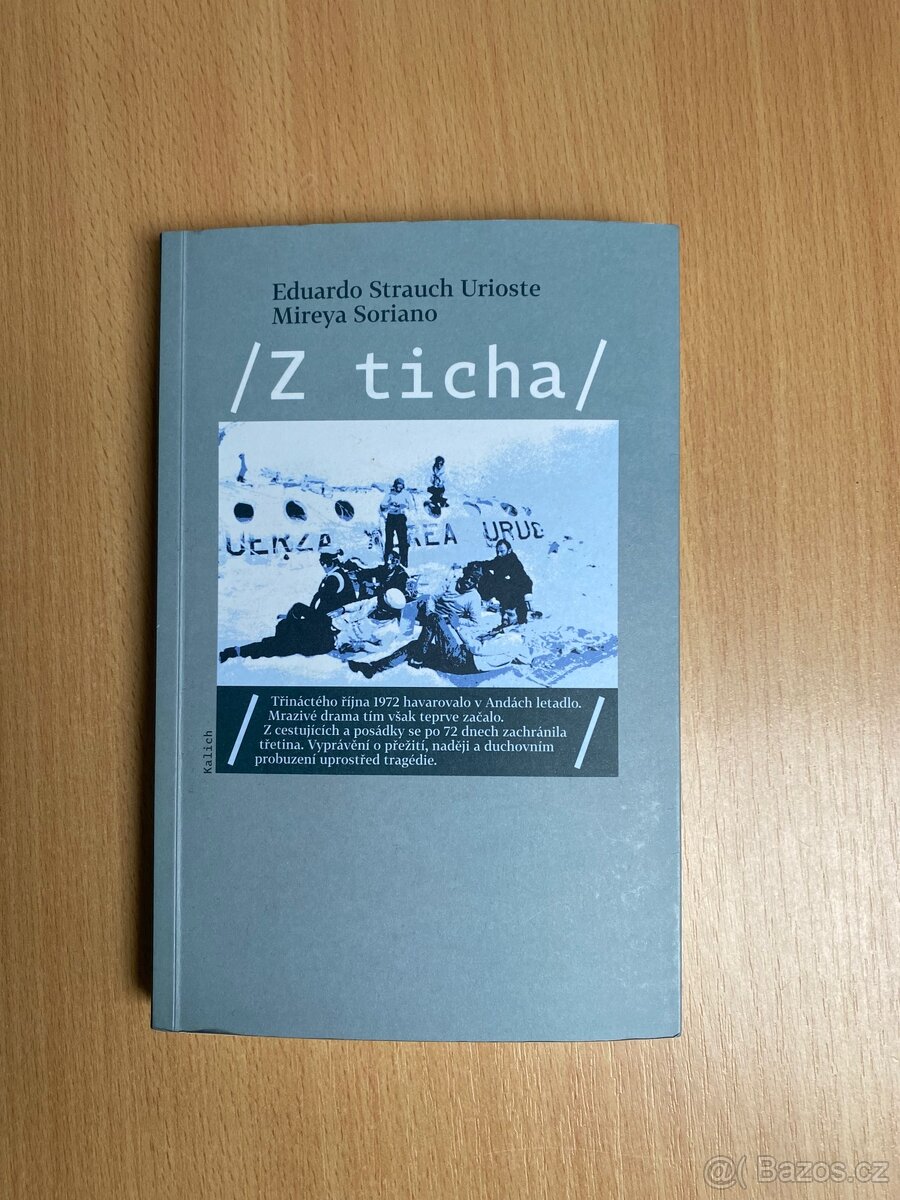 Eduardo Strauch Urioste
Mireya Soriano
/Z ticha/
UERZA AREA URUG
Třináctého října 1972 havarovalo v Andách letadlo.
Mrazivé drama tím však teprve začalo.
Z cestujících a posádky se po 72 dnech zachránila
třetina. Vyprávění o přežití, naději a duchovním
probuzení uprostřed tragédie.
Kalich
@ Bazos.cz